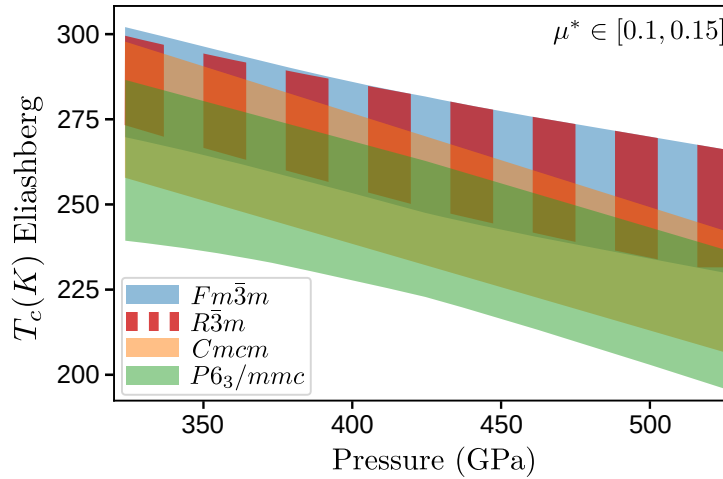 μ* ∈ [0.1, 0.15]
300
275
250
225
200
T_c(K) Eliashberg
Fm3̄m
R3̄m
Cmcm
P6₃/mmc
350
400
450
500
Pressure (GPa)